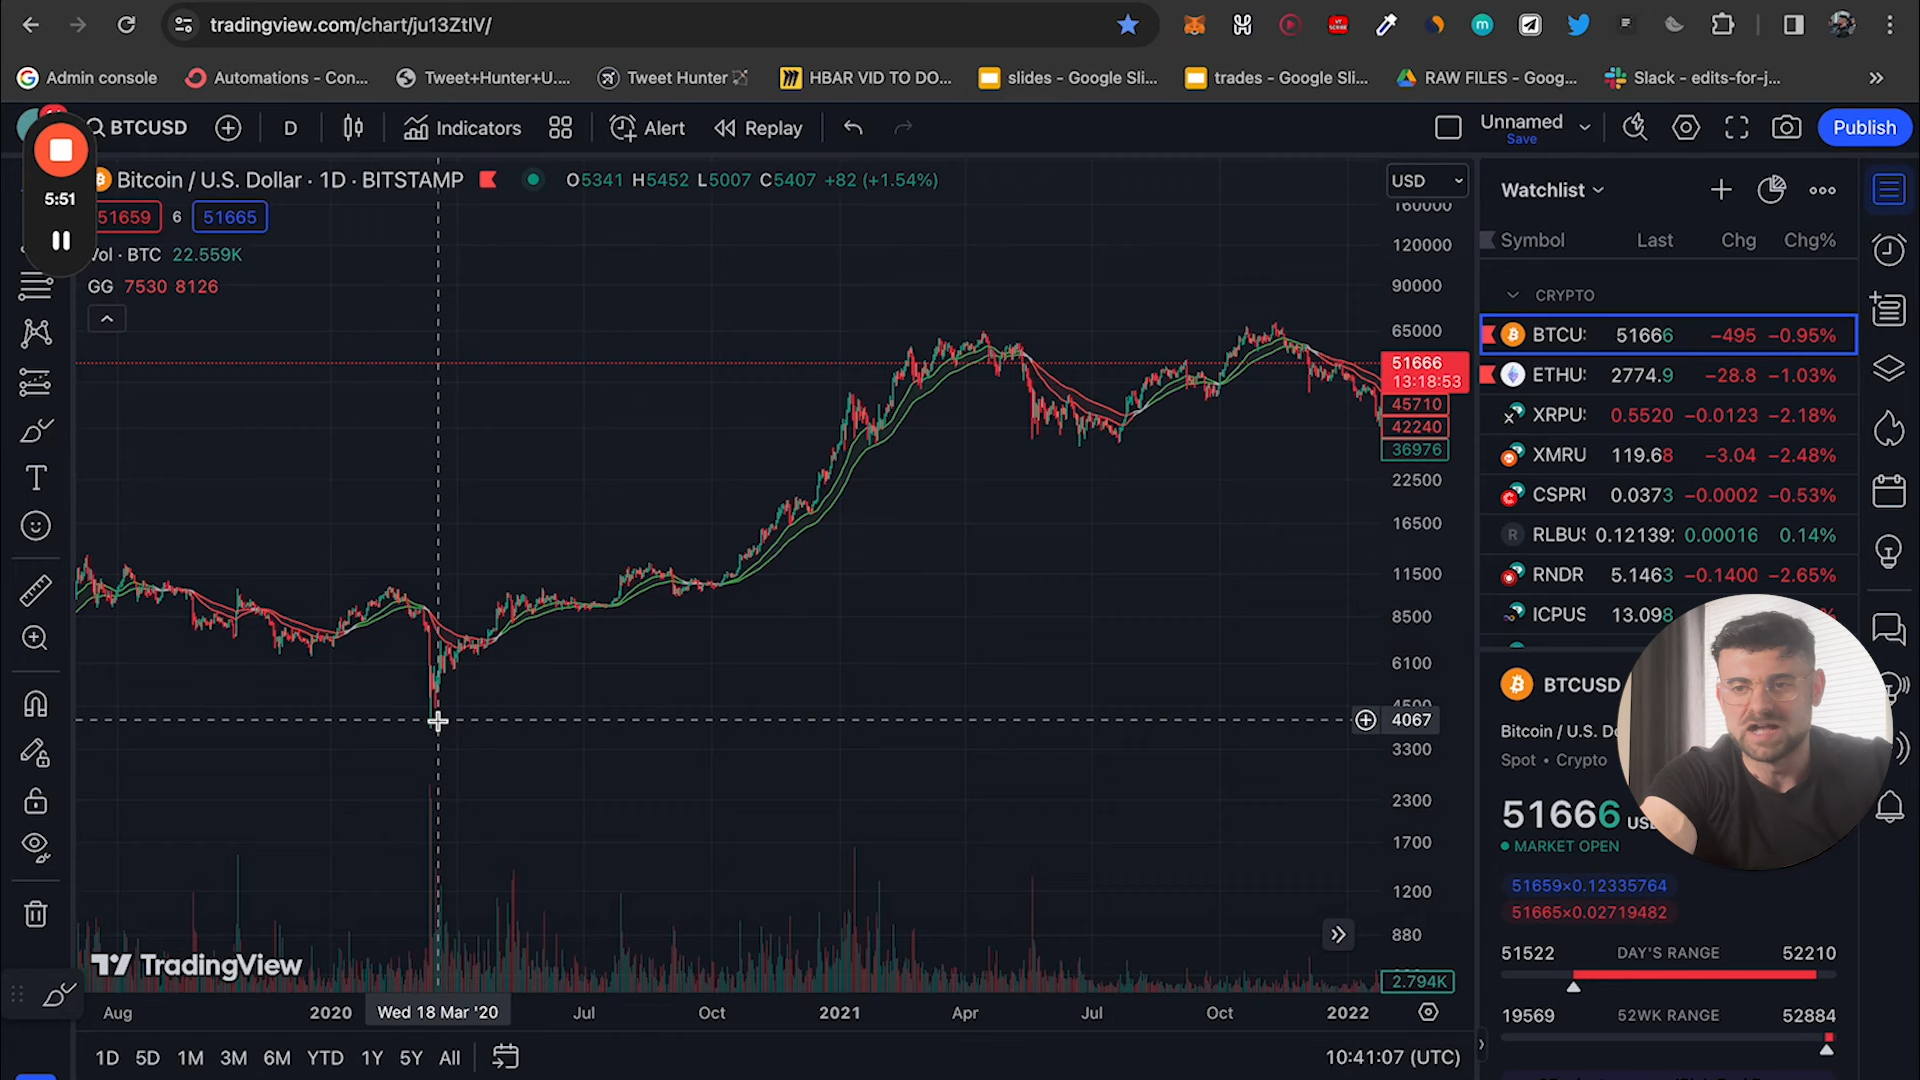 tradingview.com/chart/ju13ZtIV/
Admin console
Automations - Con...
Tweet+Hunter+U....
Tweet Hunter
HBAR VID TO DO...
slides - Google Sli...
trades - Google Sli...
RAW FILES - Goog...
Slack - edits-for-j...
BTCUSD
D
Indicators
Alert
Replay
Unnamed
Save
Publish
5:51
Bitcoin / U.S. Dollar · 1D · BITSTAMP
O5341 H5452 L5007 C5407 +82 (+1.54%)
51659
6
51665
Vol · BTC 22.559K
GG 7530 8126
USD
160000
120000
90000
65000
51666
13:18:53
45710
42240
36976
22500
16500
11500
8500
6100
4500
4067
3300
2300
1700
1200
880
2.794K
TradingView
Aug
2020
Wed 18 Mar '20
Jul
Oct
2021
Apr
Jul
Oct
2022
1D 5D 1M 3M 6M YTD 1Y 5Y All
10:41:07 (UTC)
Watchlist
Symbol Last Chg Chg%
CRYPTO
BTCU: 51666 −495 −0.95%
ETHU: 2774.9 −28.8 −1.03%
XRPU: 0.5520 −0.0123 −2.18%
XMRU 119.68 −3.04 −2.48%
CSPRU 0.0373 −0.0002 −0.53%
RLBU: 0.12139: 0.00016 0.14%
RNDR 5.1463 −0.1400 −2.65%
ICPUS 13.098
BTCUSD
Bitcoin / U.S. Do
Spot • Crypto
51666 USD
MARKET OPEN
51659×0.12335764
51665×0.02719482
51522 DAY'S RANGE 52210
19569 52WK RANGE 52884